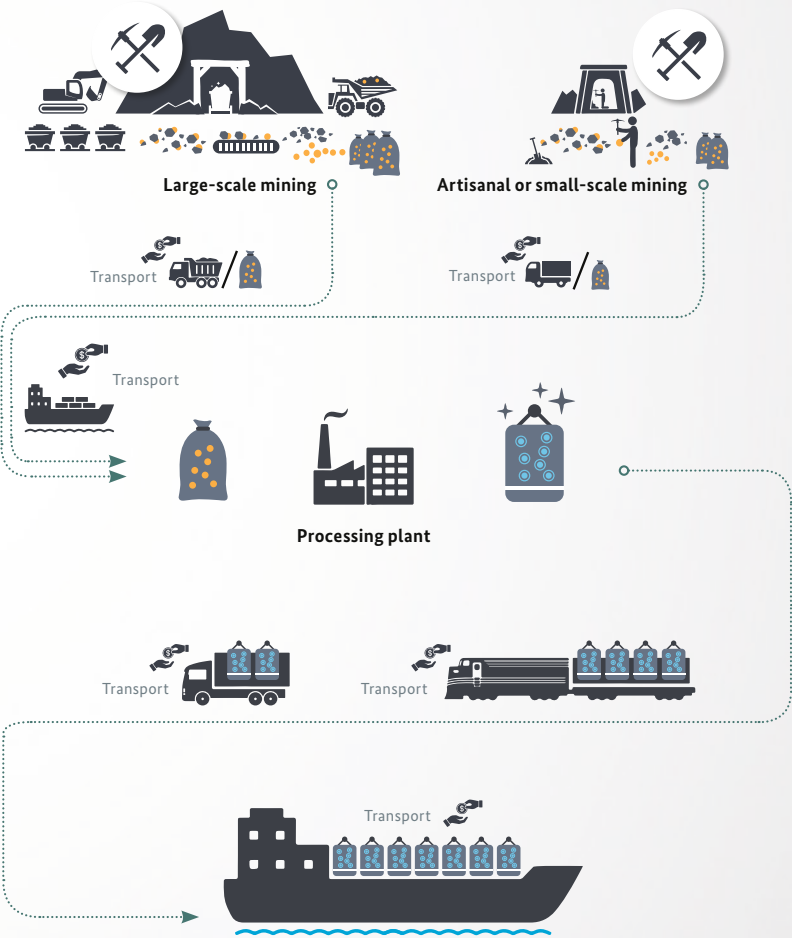 Large-scale mining
Artisanal or small-scale mining
Transport
Transport
Transport
Processing plant
Transport
Transport
Transport